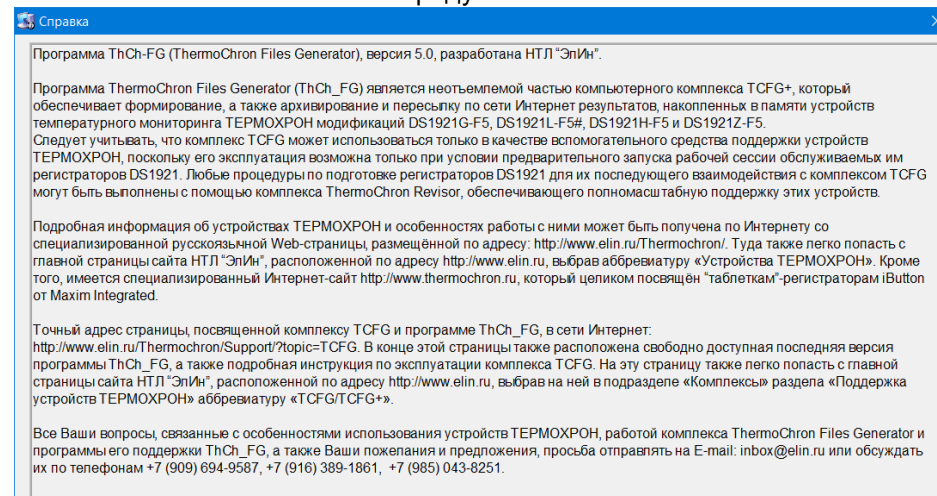 Справка
Программа ThCh-FG (ThermoChron Files Generator), версия 5.0, разработана НТЛ "ЭлИн".
Программа ThermoChron Files Generator (ThCh_FG) является неотъемлемой частью компьютерного комплекса TCFG+, который
обеспечивает формирование, а также архивирование и пересылку по сети Интернет результатов, накопленных в памяти устройств
температурного мониторинга ТЕРМОХРОН модификаций DS1921G-F5, DS1921L-F5#, DS1921H-F5 и DS1921Z-F5.
Следует учитывать, что комплекс TCFG может использоваться только в качестве вспомогательного средства поддержки устройств
ТЕРМОХРОН, поскольку его эксплуатация возможна только при условии предварительного запуска рабочей сессии обслуживаемых им
регистраторов DS1921. Любые процедуры по подготовке регистраторов DS1921 для их последующего взаимодействия с комплексом TCFG
могут быть выполнены с помощью комплекса ThermoChron Revisor, обеспечивающего полномасштабную поддержку этих устройств.
Подробная информация об устройствах ТЕРМОХРОН и особенностях работы с ними может быть получена по Интернету со
специализированной русскоязычной Web-страницы, размещённой по адресу: http://www.elin.ru/Thermochron/. Туда также легко попасть с
главной страницы сайта НТЛ "ЭлИн", расположенной по адресу http://www.elin.ru, выбрав аббревиатуру «Устройства ТЕРМОХРОН». Кроме
того, имеется специализированный Интернет-сайт http://www.thermochron.ru, который целиком посвящён "таблеткам"-регистраторам iButton
от Maxim Integrated.
Точный адрес страницы, посвященной комплексу TCFG и программе ThCh_FG, в сети Интернет:
http://www.elin.ru/Thermochron/Support/?topic=TCFG. В конце этой страницы также расположена свободно доступная последняя версия
программы ThCh_FG, а также подробная инструкция по эксплуатации комплекса TCFG. На эту страницу также легко попасть с главной
страницы сайта НТЛ "ЭлИн", расположенной по адресу http://www.elin.ru, выбрав на ней в подразделе «Комплексы» раздела «Поддержка
устройств ТЕРМОХРОН» аббревиатуру «TCFG/TCFG+».
Все Ваши вопросы, связанные с особенностями использования устройств ТЕРМОХРОН, работой комплекса ThermoChron Files Generator и
программы его поддержки ThCh_FG, а также Ваши пожелания и предложения, просьба отправлять на E-mail: inbox@elin.ru или обсуждать
их по телефонам +7 (909) 694-9587, +7 (916) 389-1861, +7 (985) 043-8251.